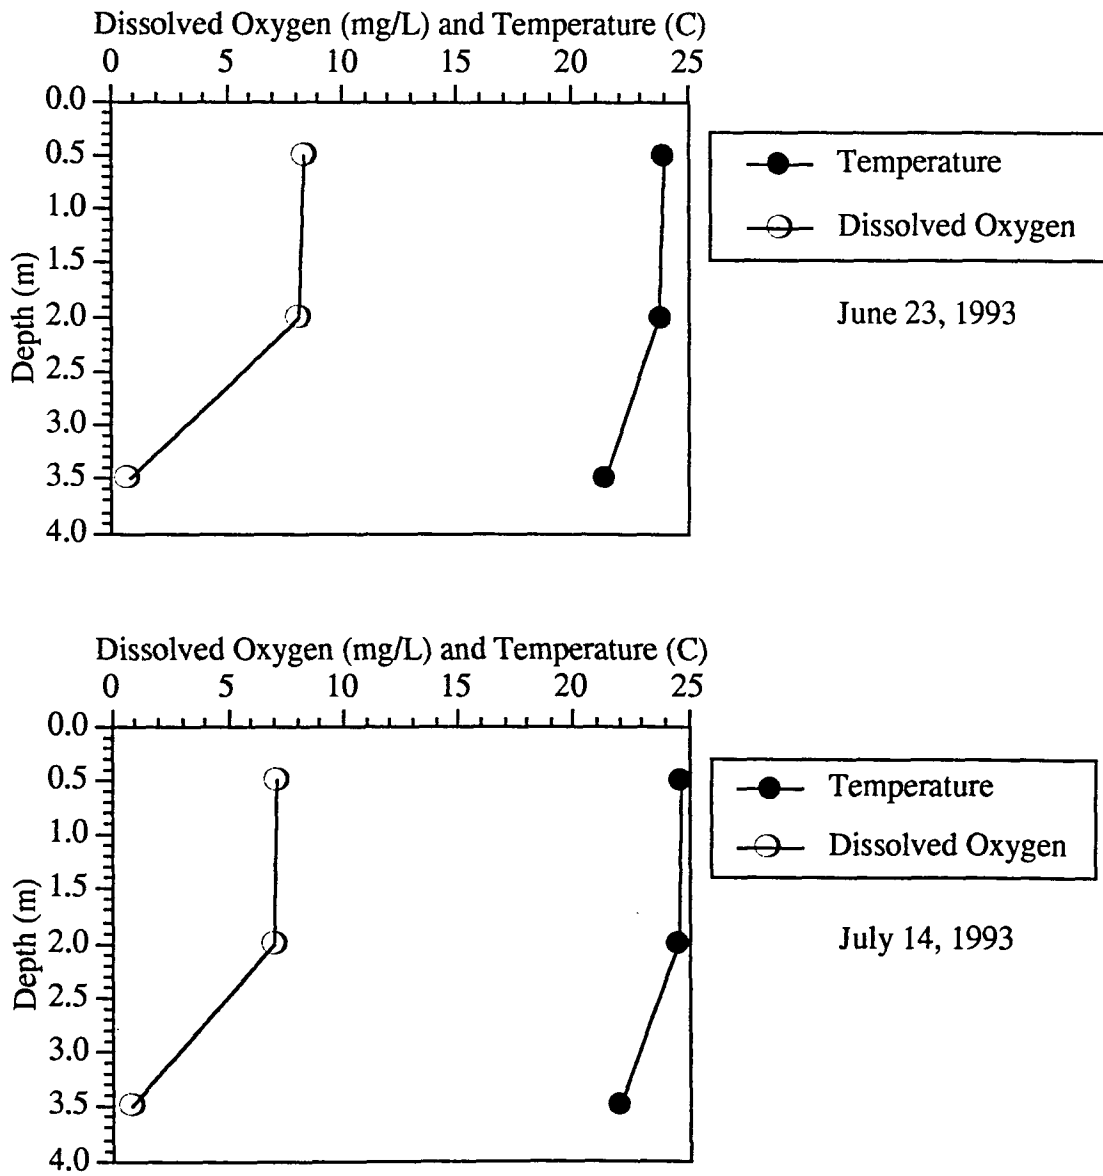 Dissolved Oxygen (mg/L) and Temperature (C)
0 5 10 15 20 25
0.0
0.5
1.0
1.5
2.0
2.5
3.0
3.5
4.0
Depth (m)
Temperature
Dissolved Oxygen
June 23, 1993
Dissolved Oxygen (mg/L) and Temperature (C)
0 5 10 15 20 25
0.0
0.5
1.0
1.5
2.0
2.5
3.0
3.5
4.0
Depth (m)
Temperature
Dissolved Oxygen
July 14, 1993